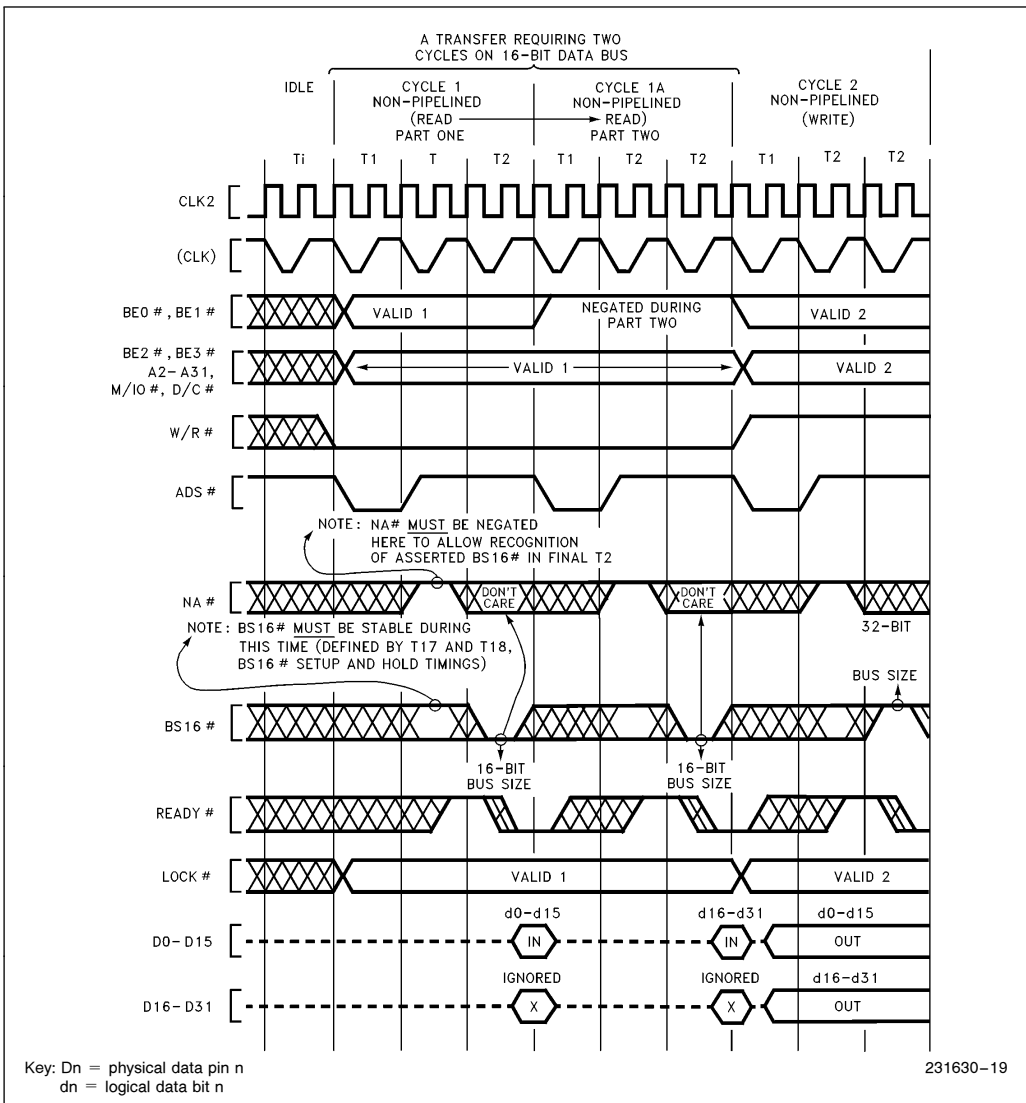 A TRANSFER REQUIRING TWO
CYCLES ON 16-BIT DATA BUS
IDLE
CYCLE 1
NON-PIPELINED
(READ
PART ONE
CYCLE 1A
NON-PIPELINED
READ)
PART TWO
CYCLE 2
NON-PIPELINED
(WRITE)
Ti T1 T T2 T1 T2 T2 T1 T2 T2
CLK2
(CLK)
BE0 #, BE1 #
VALID 1
NEGATED DURING
PART TWO
VALID 2
BE2 #, BE3 #
A2-A31,
M/IO #, D/C #
VALID 1
VALID 2
W/R #
ADS #
NOTE: NA# MUST BE NEGATED
HERE TO ALLOW RECOGNITION
OF ASSERTED BS16# IN FINAL T2
NA #
DON'T
CARE
DON'T
CARE
32-BIT
BUS SIZE
NOTE: BS16# MUST BE STABLE DURING
THIS TIME (DEFINED BY T17 AND T18,
BS16 # SETUP AND HOLD TIMINGS)
BS16 #
16-BIT
BUS SIZE
16-BIT
BUS SIZE
READY #
LOCK #
VALID 1
VALID 2
d0-d15 d16-d31 d0-d15
D0-D15 IN IN OUT
IGNORED IGNORED d16-d31
D16-D31 X X OUT
Key: Dn = physical data pin n
dn = logical data bit n
231630-19